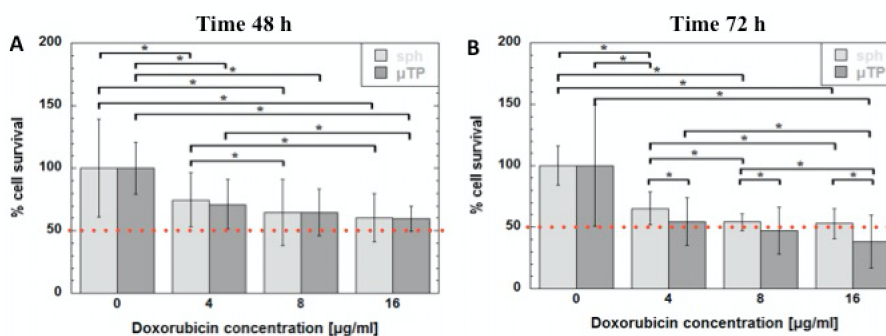 Time 48 h
A
200
150
100
50
0
% cell survival
sph
µTP
* * * * * * * * *
0 4 8 16
Doxorubicin concentration [µg/ml]
Time 72 h
B
200
150
100
50
0
% cell survival
sph
µTP
* * * * * * * * * * * *
0 4 8 16
Doxorubicin concentration [µg/ml]